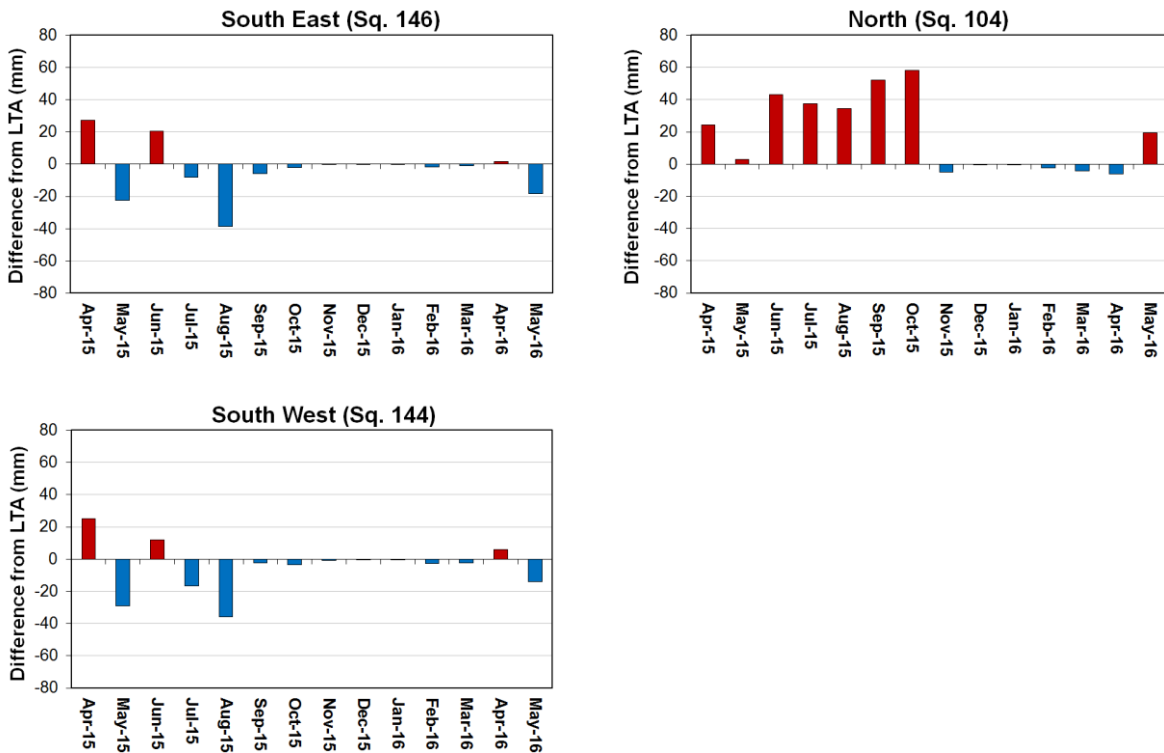 South East (Sq. 146)
Difference from LTA (mm)
80
60
40
20
0
-20
-40
-60
-80
Apr-15
May-15
Jun-15
Jul-15
Aug-15
Sep-15
Oct-15
Nov-15
Dec-15
Jan-16
Feb-16
Mar-16
Apr-16
May-16
North (Sq. 104)
Difference from LTA (mm)
80
60
40
20
0
-20
-40
-60
-80
Apr-15
May-15
Jun-15
Jul-15
Aug-15
Sep-15
Oct-15
Nov-15
Dec-15
Jan-16
Feb-16
Mar-16
Apr-16
May-16
South West (Sq. 144)
Difference from LTA (mm)
80
60
40
20
0
-20
-40
-60
-80
Apr-15
May-15
Jun-15
Jul-15
Aug-15
Sep-15
Oct-15
Nov-15
Dec-15
Jan-16
Feb-16
Mar-16
Apr-16
May-16